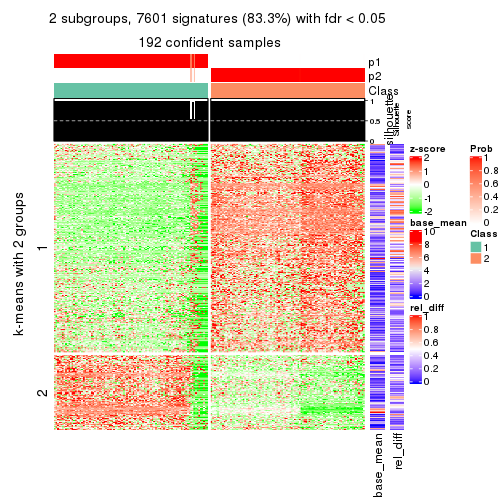 2 subgroups, 7601 signatures (83.3%) with fdr < 0.05
192 confident samples
p1
p2
Class
silhouette
Silhouette
score
1
0.5
0
k-means with 2 groups
1
2
z-score
2
1
0
-1
-2
base_mean
10
8
6
4
2
0
rel_diff
1
0.8
0.6
0.4
0.2
0
Prob
1
0.8
0.6
0.4
0.2
0
Class
1
2
base_mean
rel_diff